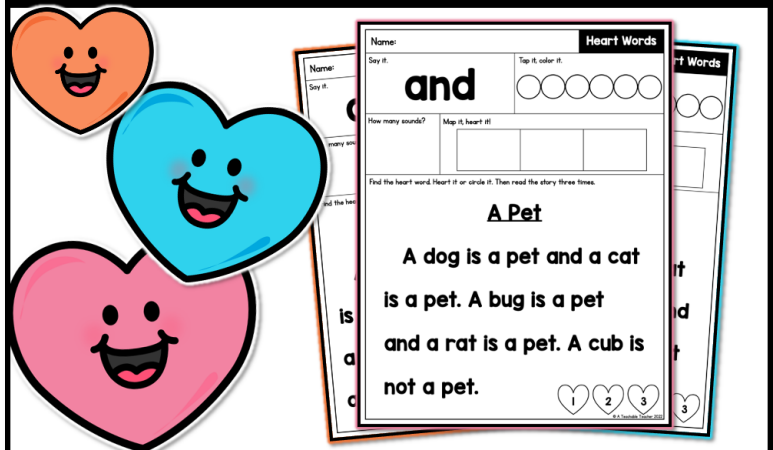 Name:
Heart Words
Say it.
and
Tap it, color it.
How many sounds?
Map it, heart it!
Find the heart word. Heart it or circle it. Then read the story three times.
A Pet
A dog is a pet and a cat
is a pet. A bug is a pet
and a rat is a pet. A cub is
not a pet.
1 2 3
© A Teachable Teacher 2022
Name:
Say it.
is
Words
3